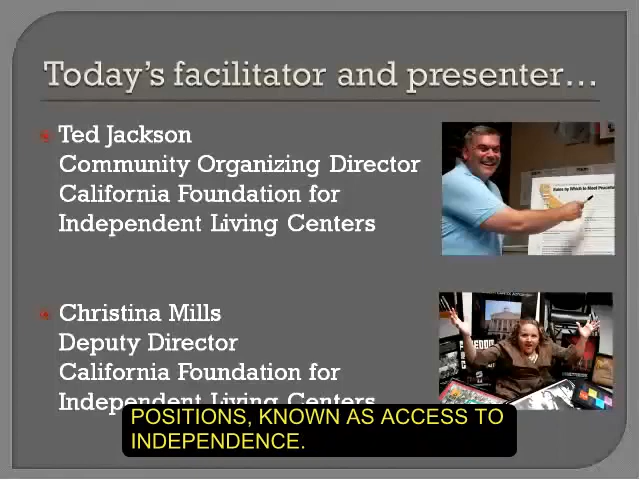 Today's facilitator and presenter…
Ted Jackson
Community Organizing Director
California Foundation for
Independent Living Centers
Christina Mills
Deputy Director
California Foundation for
Independent Living Centers
POSITIONS, KNOWN AS ACCESS TO
INDEPENDENCE.